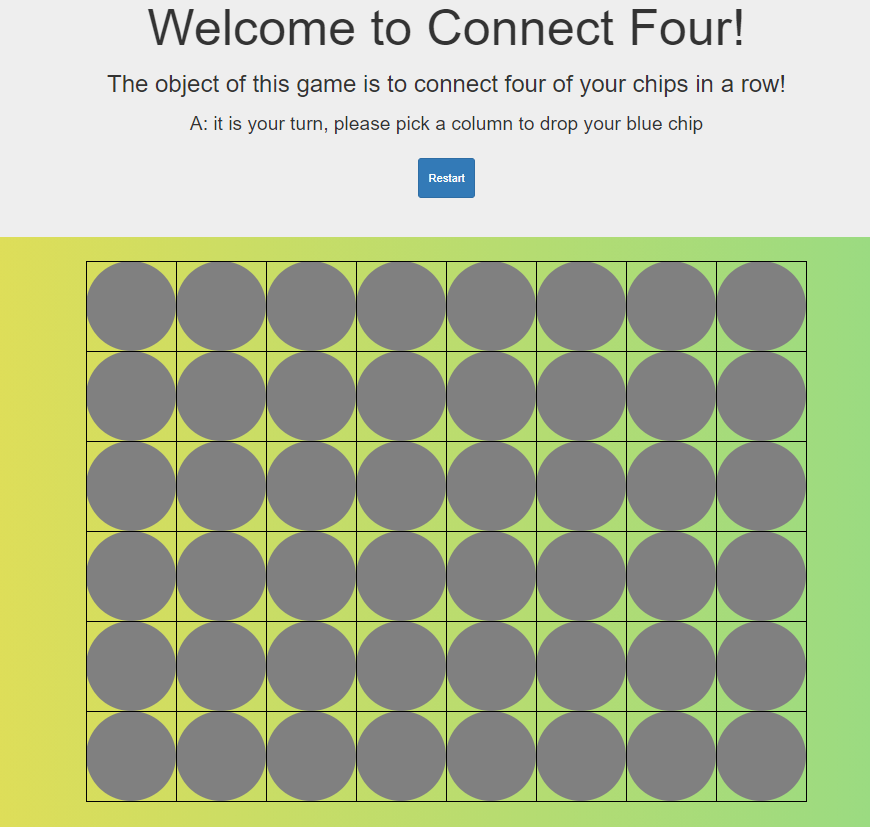 Welcome to Connect Four!
The object of this game is to connect four of your chips in a row!
A: it is your turn, please pick a column to drop your blue chip
Restart